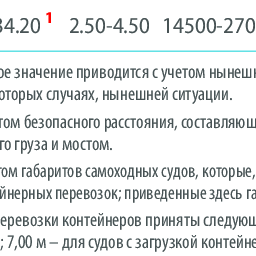 34.20 1 2.50-4.50 14500-270
ое значение приводится с учетом нынешн
оторых случаях, нынешней ситуации.
том безопасного расстояния, составляющ
го груза и мостом.
том габаритов самоходных судов, которые,
йнерных перевозок; приведенные здесь га
еревозки контейнеров приняты следующ
; 7,00 м – для судов с загрузкой контейне